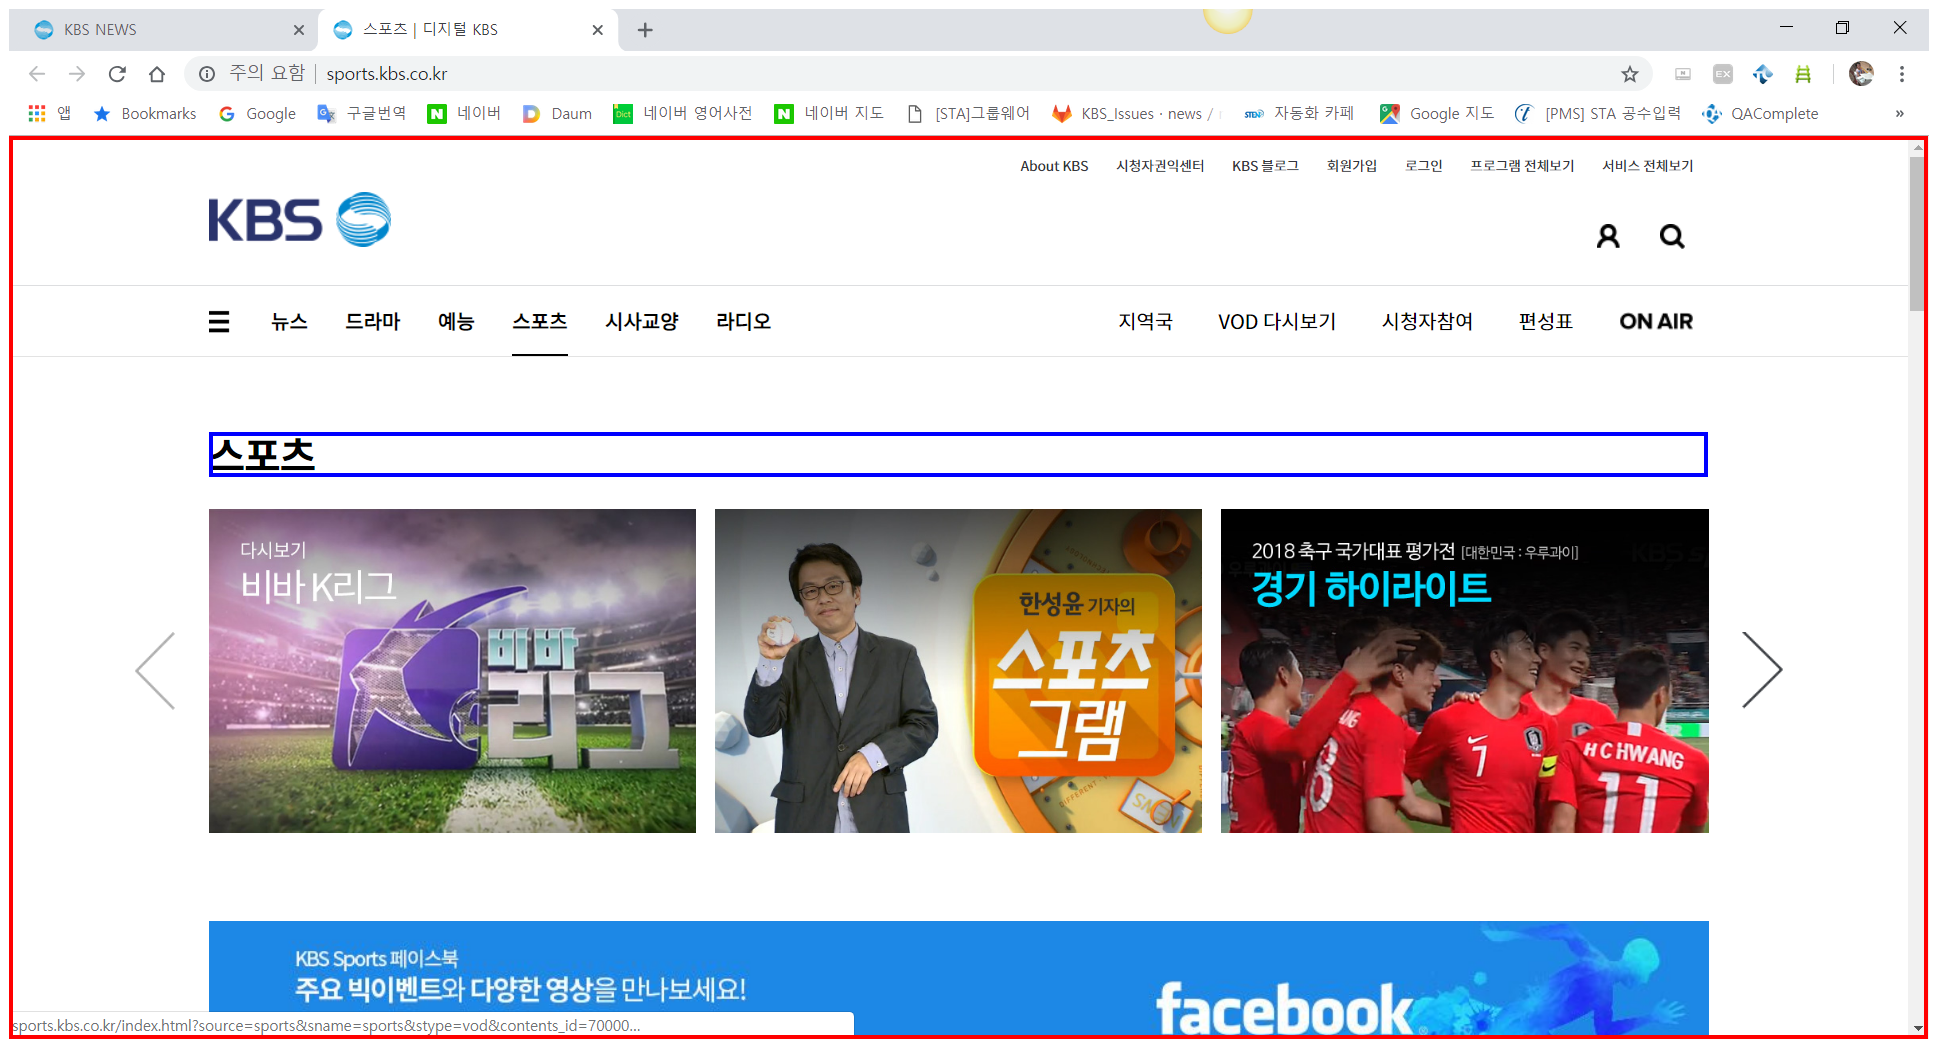 KBS NEWS
스포츠 | 디지털 KBS
주의 요함 | sports.kbs.co.kr
EX
앱 Bookmarks Google 구글번역 네이버 Daum 네이버 영어사전 네이버 지도 [STA]그룹웨어 KBS_Issues · news / 자동화 카페 Google 지도 [PMS] STA 공수입력 QAComplete »
About KBS 시청자권익센터 KBS 블로그 회원가입 로그인 프로그램 전체보기 서비스 전체보기
KBS
뉴스 드라마 예능 스포츠 시사교양 라디오 지역국 VOD 다시보기 시청자참여 편성표 ON AIR
스포츠
다시보기
비바 K리그
비바
리그
한성윤 기자의
스포츠
그램
2018 축구 국가대표 평가전 [대한민국 : 우루과이]
경기 하이라이트
7
8
H C HWANG
11
KBS Sports 페이스북
주요 빅이벤트와 다양한 영상을 만나보세요!
facebook
sports.kbs.co.kr/index.html?source=sports&sname=sports&stype=vod&contents_id=70000...